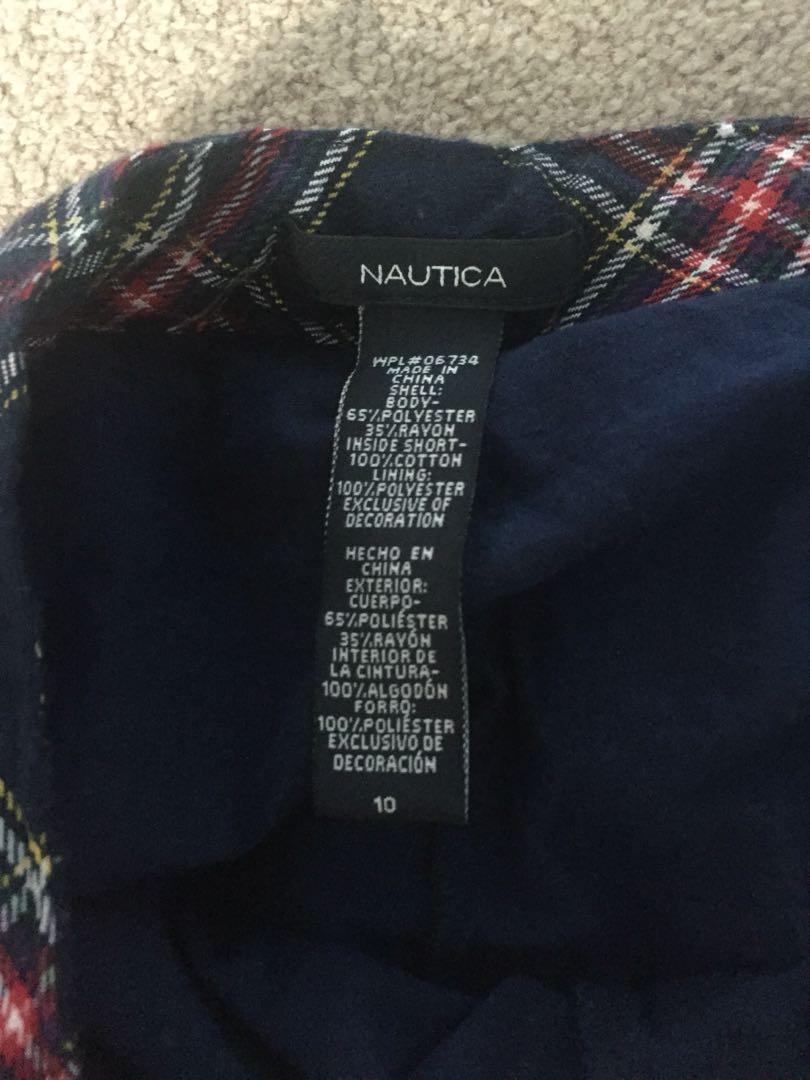 NAUTICA
WPL#06734
MADE IN
CHINA
SHELL:
BODY-
65%POLYESTER
35%RAYON
INSIDE SHORT-
100%COTTON
LINING:
100%POLYESTER
EXCLUSIVE OF
DECORATION
HECHO EN
CHINA
EXTERIOR:
CUERPO-
65%POLIÉSTER
35%RAYÓN
INTERIOR DE
LA CINTURA-
100%ALGODÓN
FORRO:
100%POLIÉSTER
EXCLUSIVO DE
DECORACIÓN
10